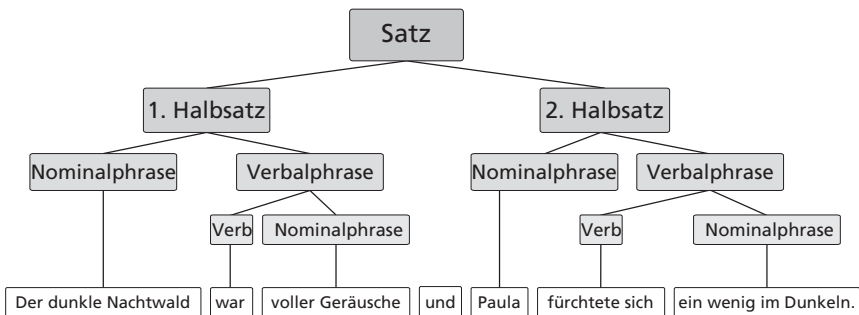 Satz
1. Halbsatz 2. Halbsatz
Nominalphrase Verbalphrase Nominalphrase Verbalphrase
Verb Nominalphrase Verb Nominalphrase
Der dunkle Nachtwald war voller Geräusche und Paula fürchtete sich ein wenig im Dunkeln.